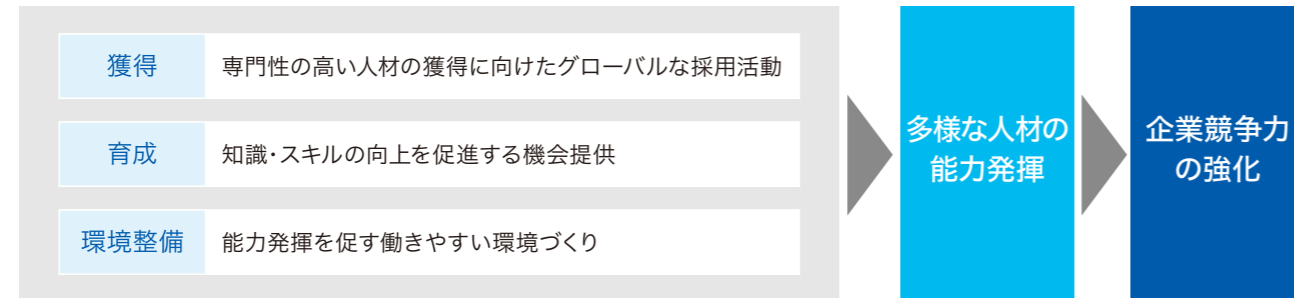 獲得
専門性の高い人材の獲得に向けたグローバルな採用活動
育成
知識・スキルの向上を促進する機会提供
環境整備
能力発揮を促す働きやすい環境づくり
多様な人材の
能力発揮
企業競争力
の強化